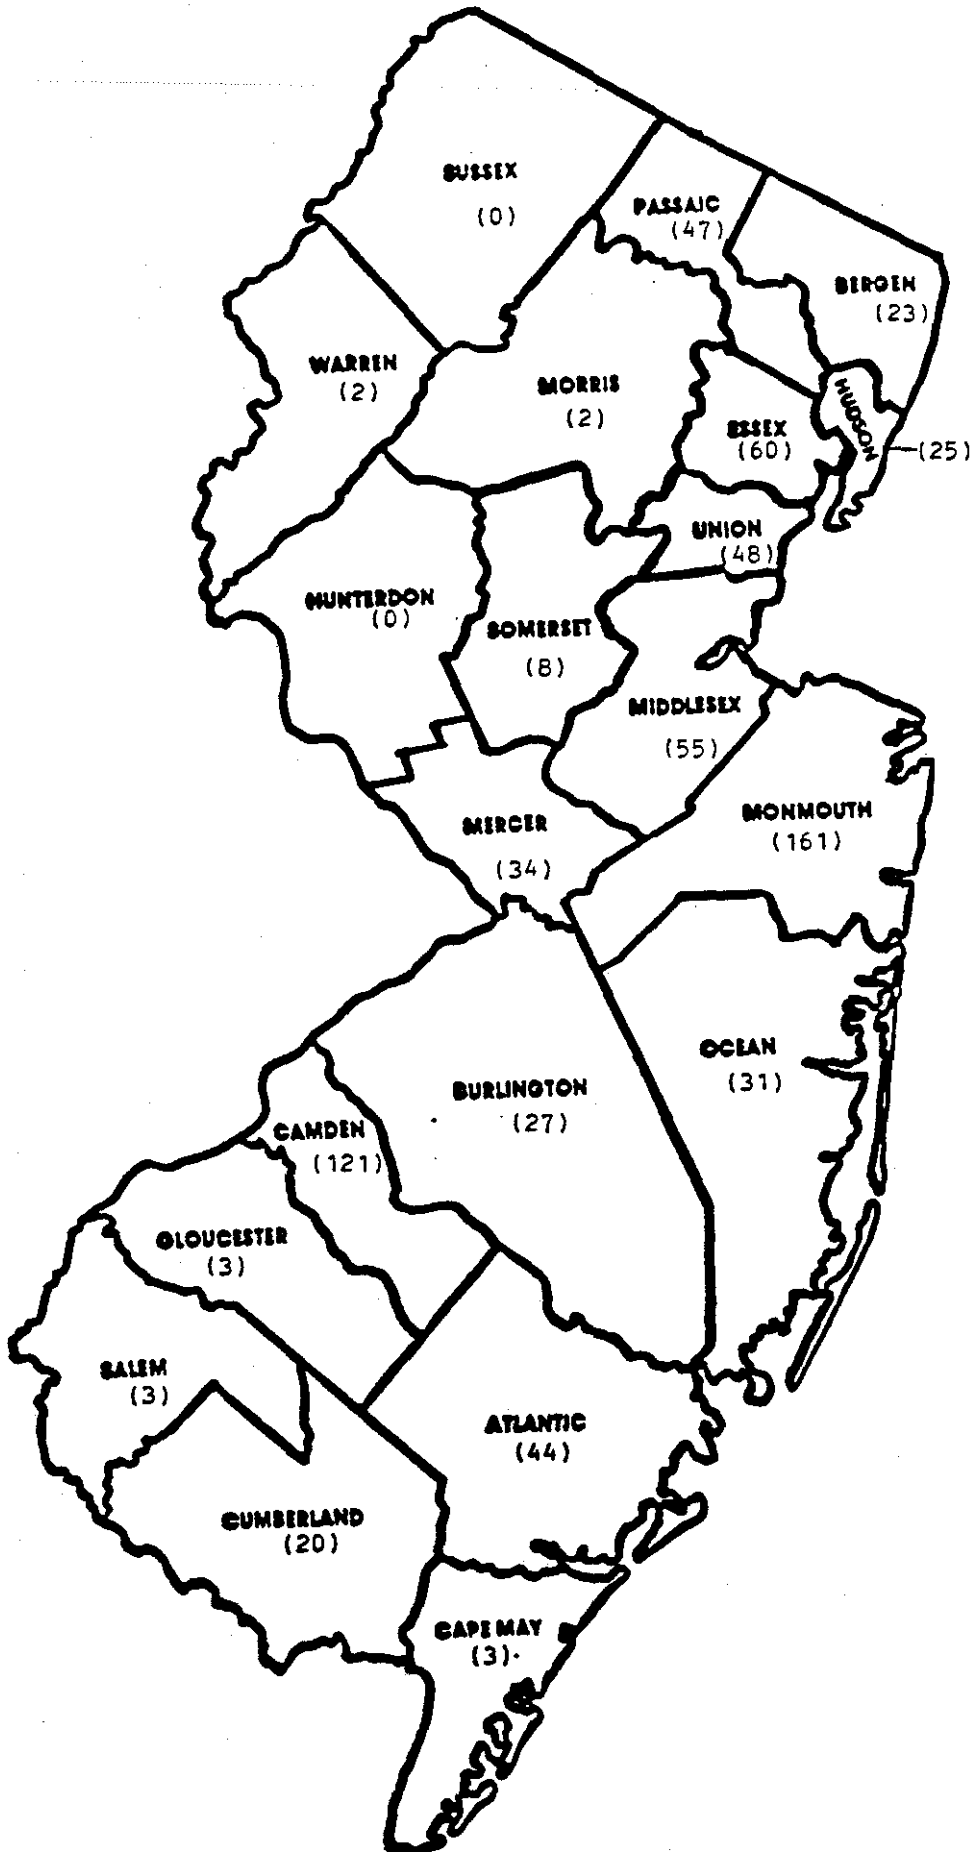 SUSSEX
(0)
PASSAIC
(47)
BERGEN
(23)
WARREN
(2)
MORRIS
(2)
HUDSON
(25)
ESSEX
(60)
UNION
(48)
HUNTERDON
(0)
SOMERSET
(8)
MIDDLESEX
(55)
MERCER
(34)
MONMOUTH
(161)
OCEAN
(31)
BURLINGTON
(27)
CAMDEN
(121)
GLOUCESTER
(3)
SALEM
(3)
ATLANTIC
(44)
CUMBERLAND
(20)
CAPE MAY
(3)